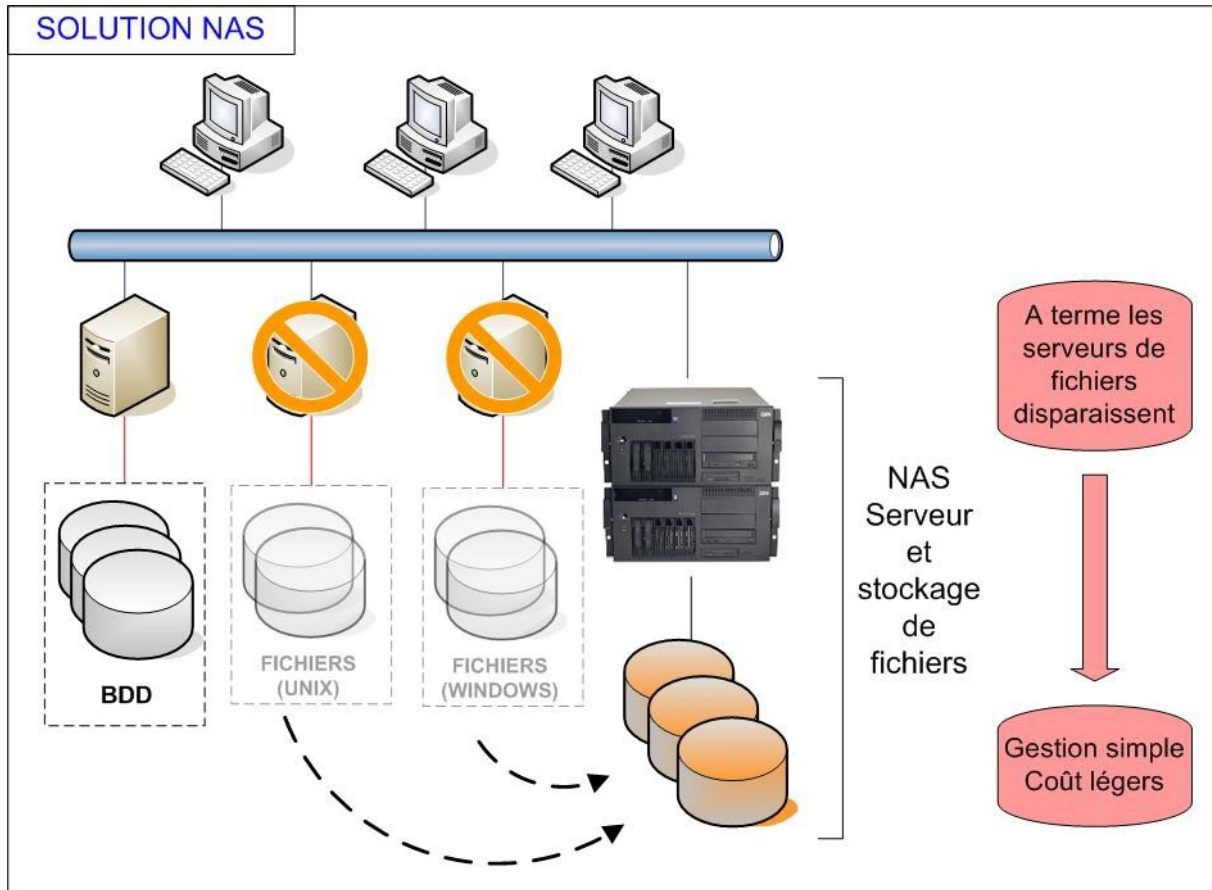 SOLUTION NAS
A terme les
serveurs de
fichiers
disparaissent
NAS
Serveur
et
stockage
de
fichiers
BDD
FICHIERS
(UNIX)
FICHIERS
(WINDOWS)
Gestion simple
Coût légers